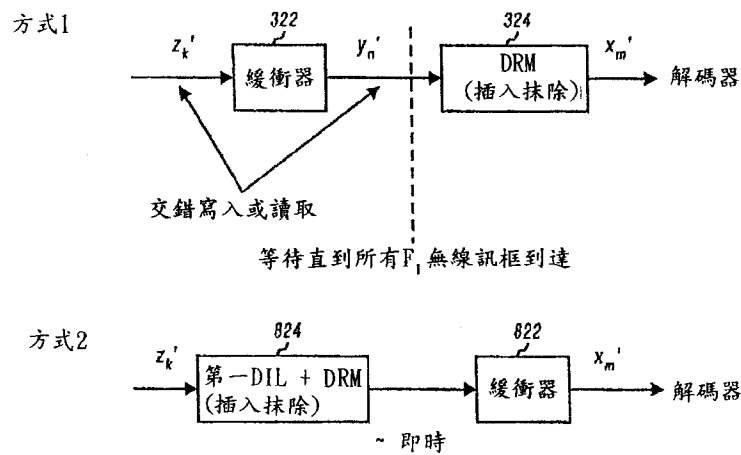 方式1
322
324
z_k'
y_n'
x_m'
緩衝器
DRM
(插入抹除)
解碼器
交錯寫入或讀取
等待直到所有F_1無線訊框到達
方式2
824
822
z_k'
x_m'
第一DIL + DRM
(插入抹除)
緩衝器
解碼器
~ 即時